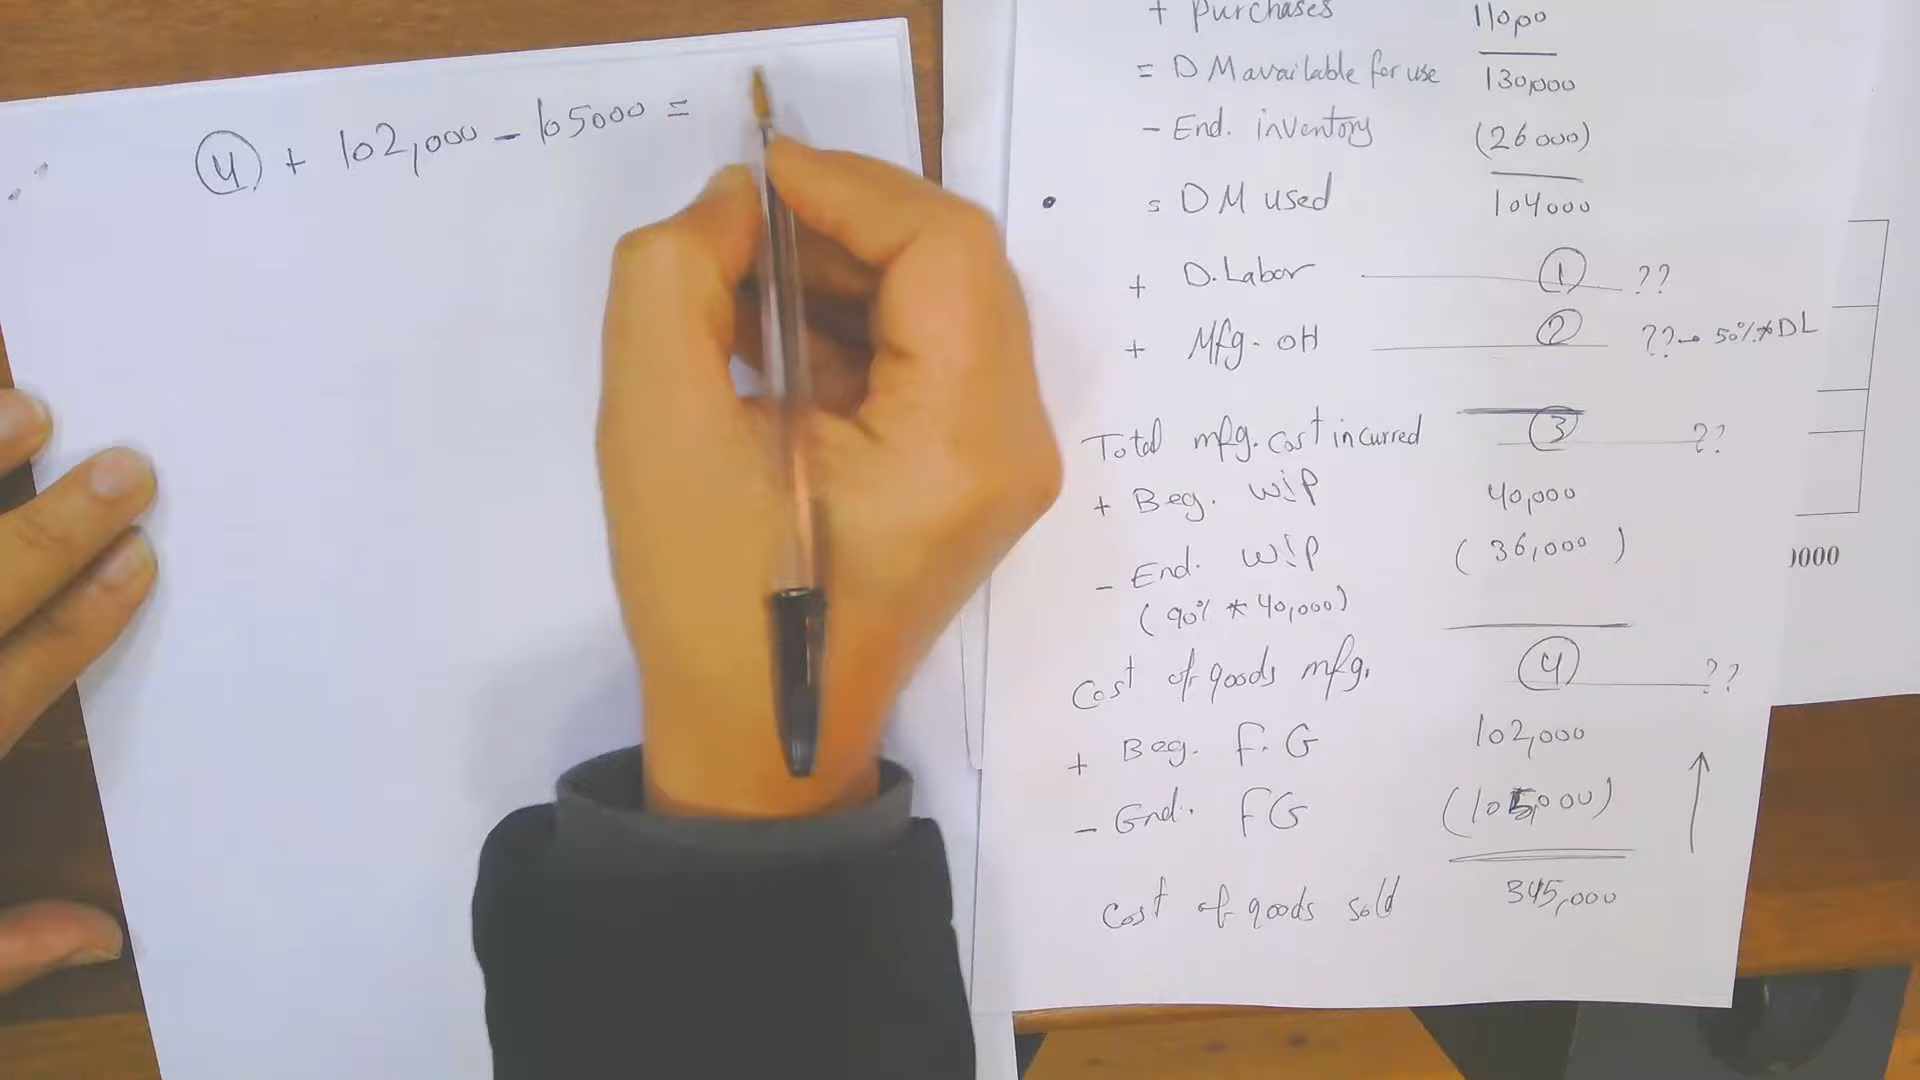 ④ + 102,000 - 105000 =
+ Purchases 110,00
= DM available for use 130,000
- End. inventory (26000)
= DM used 104000
+ D. Labor ① ??
+ Mfg. OH ② ?? → 50% * DL
Total mfg. cost incurred ③ ??
+ Beg. WIP 40,000
- End. WIP (36,000)
(90% * 40,000)
Cost of goods mfg. ④ ??
+ Beg. F.G 102,000
- End. FG (105,000)
Cost of goods sold 345,000
0000